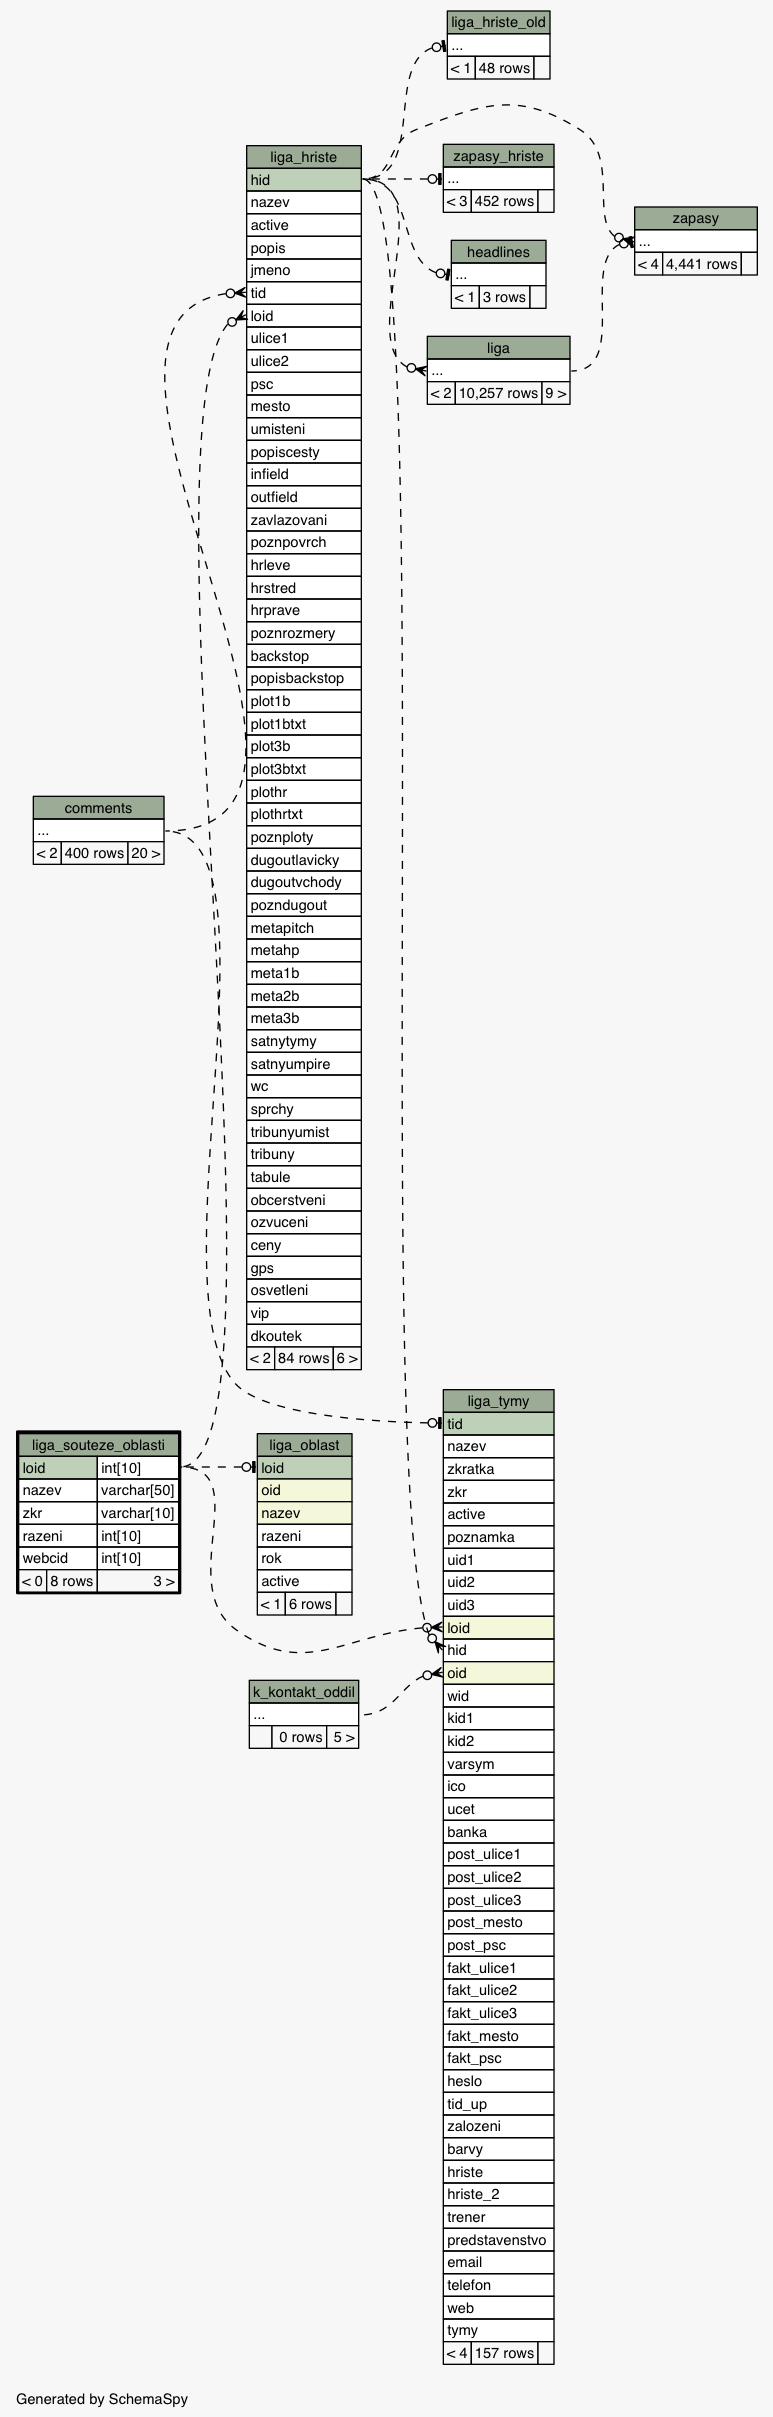 liga_hriste_old
...
< 1 48 rows
liga_hriste
hid
nazev
active
popis
jmeno
tid
loid
ulice1
ulice2
psc
mesto
umisteni
popiscesty
infield
outfield
zavlazovani
poznpovrch
hrleve
hrstred
hrprave
poznrozmery
backstop
popisbackstop
plot1b
plot1btxt
plot3b
plot3btxt
plothr
plothrtxt
poznploty
dugoutlavicky
dugoutvchody
pozndugout
metapitch
metahp
meta1b
meta2b
meta3b
satnytymy
satnyumpire
wc
sprchy
tribunyumist
tribuny
tabule
obcerstveni
ozvuceni
ceny
gps
osvetleni
vip
dkoutek
< 2 84 rows 6 >
zapasy_hriste
...
< 3 452 rows
zapasy
...
< 4 4,441 rows
headlines
...
< 1 3 rows
liga
...
< 2 10,257 rows 9 >
comments
...
< 2 400 rows 20 >
liga_souteze_oblasti
loid int[10]
nazev varchar[50]
zkr varchar[10]
razeni int[10]
webcid int[10]
< 0 8 rows 3 >
liga_oblast
loid
oid
nazev
razeni
rok
active
< 1 6 rows
k_kontakt_oddil
...
0 rows 5 >
liga_tymy
tid
nazev
zkratka
zkr
active
poznamka
uid1
uid2
uid3
loid
hid
oid
wid
kid1
kid2
varsym
ico
ucet
banka
post_ulice1
post_ulice2
post_ulice3
post_mesto
post_psc
fakt_ulice1
fakt_ulice2
fakt_ulice3
fakt_mesto
fakt_psc
heslo
tid_up
zalozeni
barvy
hriste
hriste_2
trener
predstavenstvo
email
telefon
web
tymy
< 4 157 rows
Generated by SchemaSpy